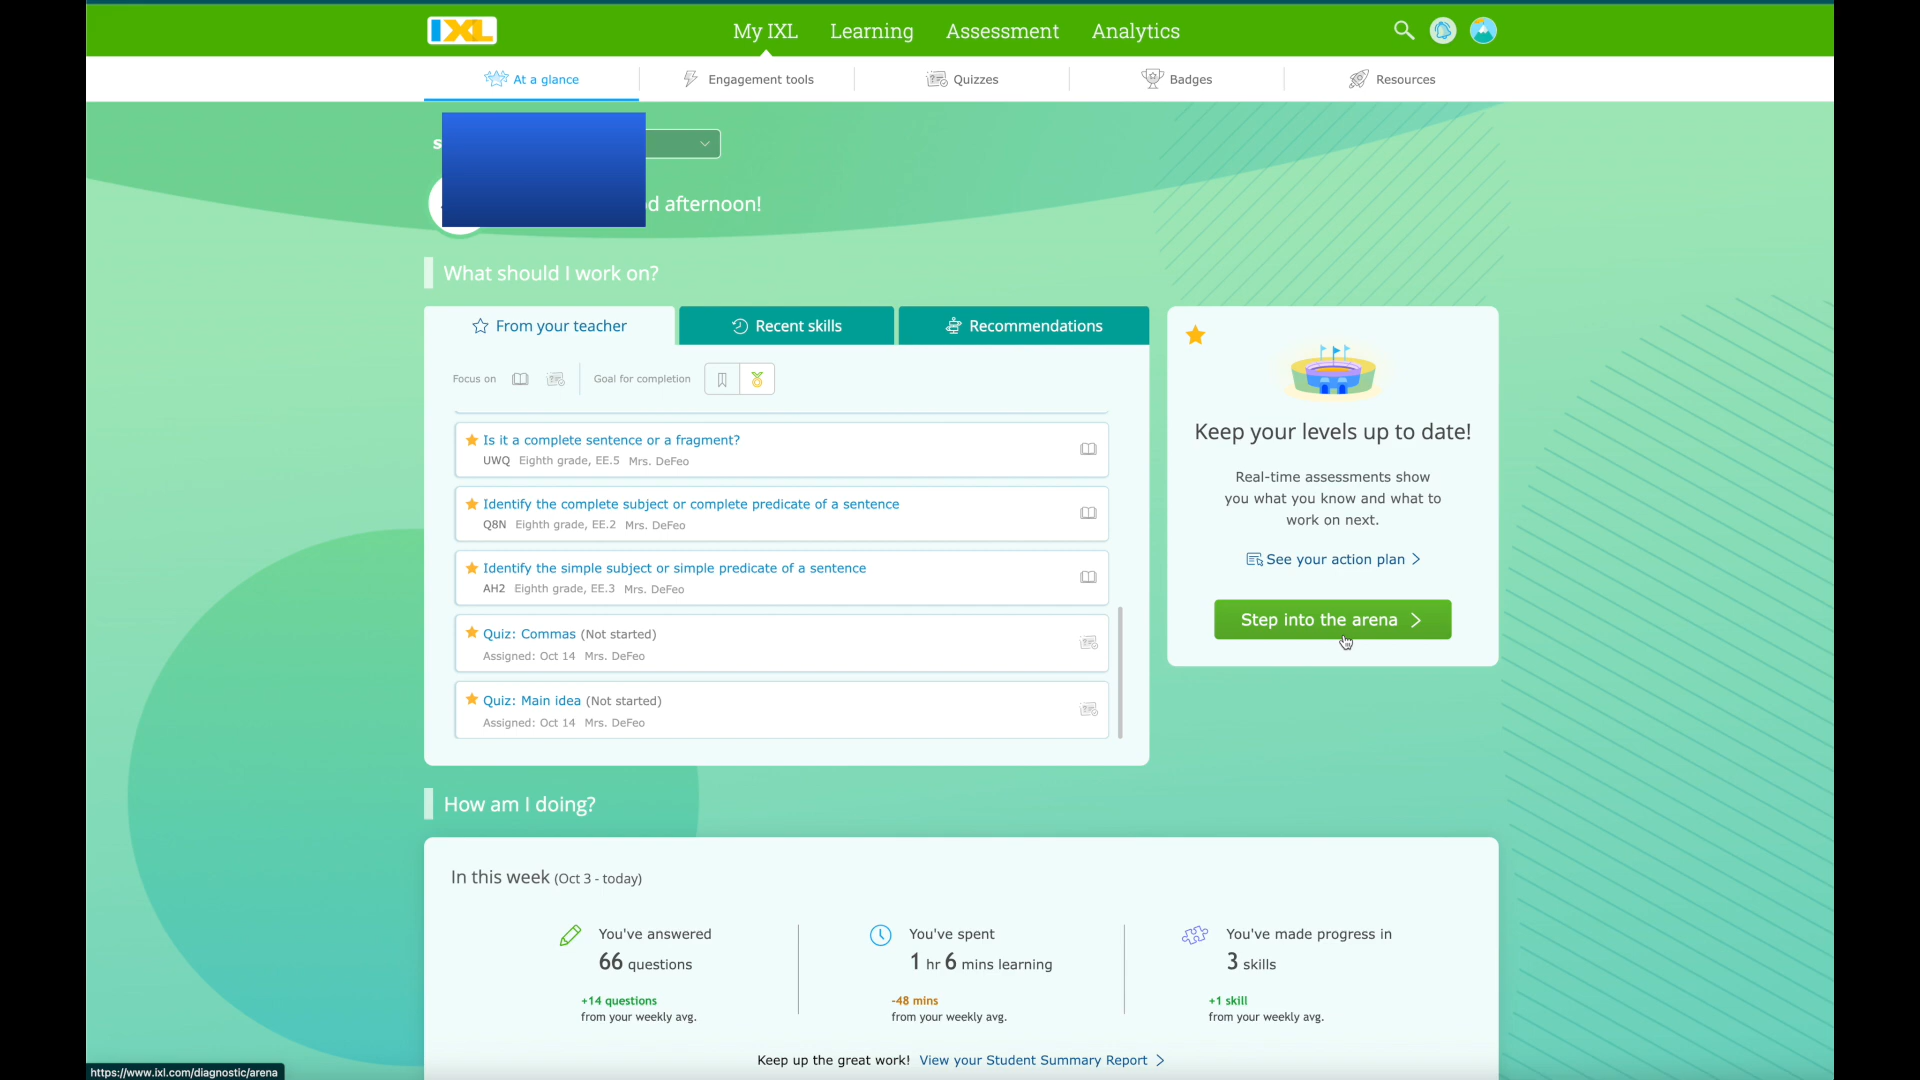 IXL
My IXL
Learning
Assessment
Analytics
At a glance
Engagement tools
Quizzes
Badges
Resources
s
d afternoon!
What should I work on?
From your teacher
Recent skills
Recommendations
Focus on
Goal for completion
Is it a complete sentence or a fragment?
UWQ Eighth grade, EE.5 Mrs. DeFeo
Identify the complete subject or complete predicate of a sentence
Q8N Eighth grade, EE.2 Mrs. DeFeo
Identify the simple subject or simple predicate of a sentence
AH2 Eighth grade, EE.3 Mrs. DeFeo
Quiz: Commas (Not started)
Assigned: Oct 14 Mrs. DeFeo
Quiz: Main idea (Not started)
Assigned: Oct 14 Mrs. DeFeo
Keep your levels up to date!
Real-time assessments show
you what you know and what to
work on next.
See your action plan >
Step into the arena >
How am I doing?
In this week (Oct 3 - today)
You've answered
66 questions
+14 questions
from your weekly avg.
You've spent
1 hr 6 mins learning
-48 mins
from your weekly avg.
You've made progress in
3 skills
+1 skill
from your weekly avg.
Keep up the great work! View your Student Summary Report >
https://www.ixl.com/diagnostic/arena